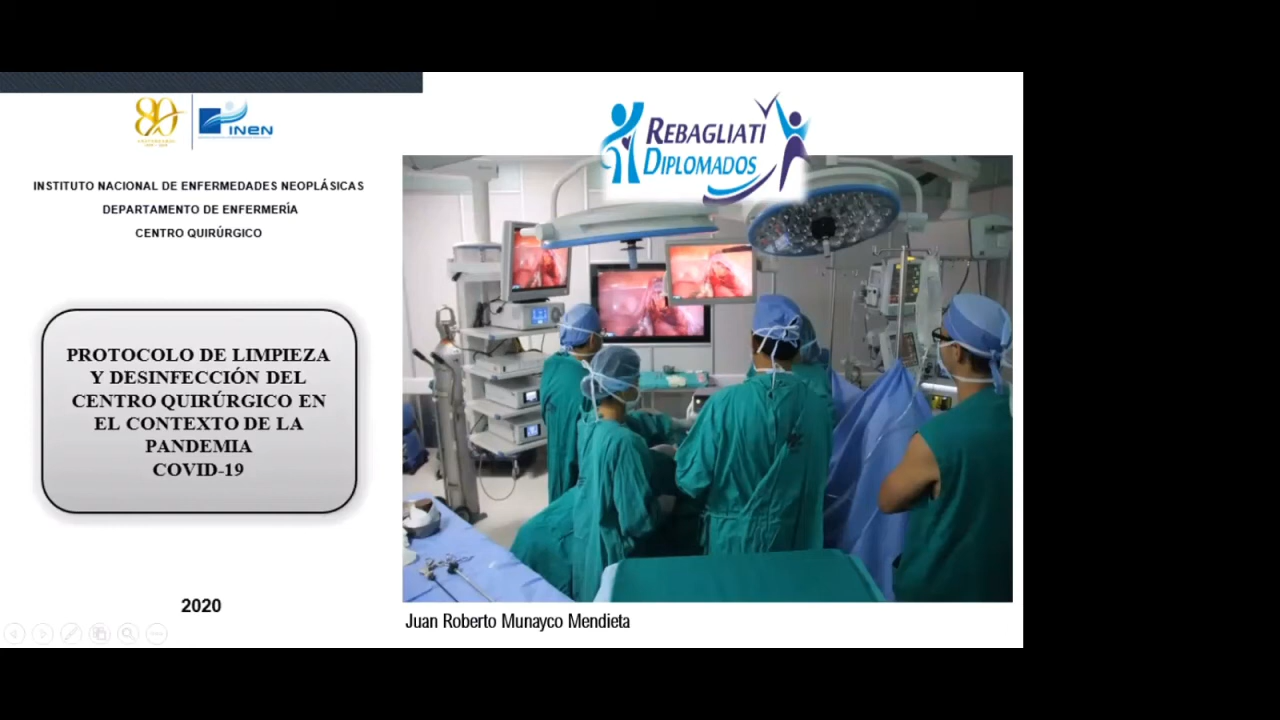 80
INEN
INSTITUTO NACIONAL DE ENFERMEDADES NEOPLÁSICAS
DEPARTAMENTO DE ENFERMERÍA
CENTRO QUIRÚRGICO
REBAGLIATI
DIPLOMADOS
PROTOCOLO DE LIMPIEZA
Y DESINFECCIÓN DEL
CENTRO QUIRÚRGICO EN
EL CONTEXTO DE LA
PANDEMIA
COVID-19
2020
Juan Roberto Munayco Mendieta